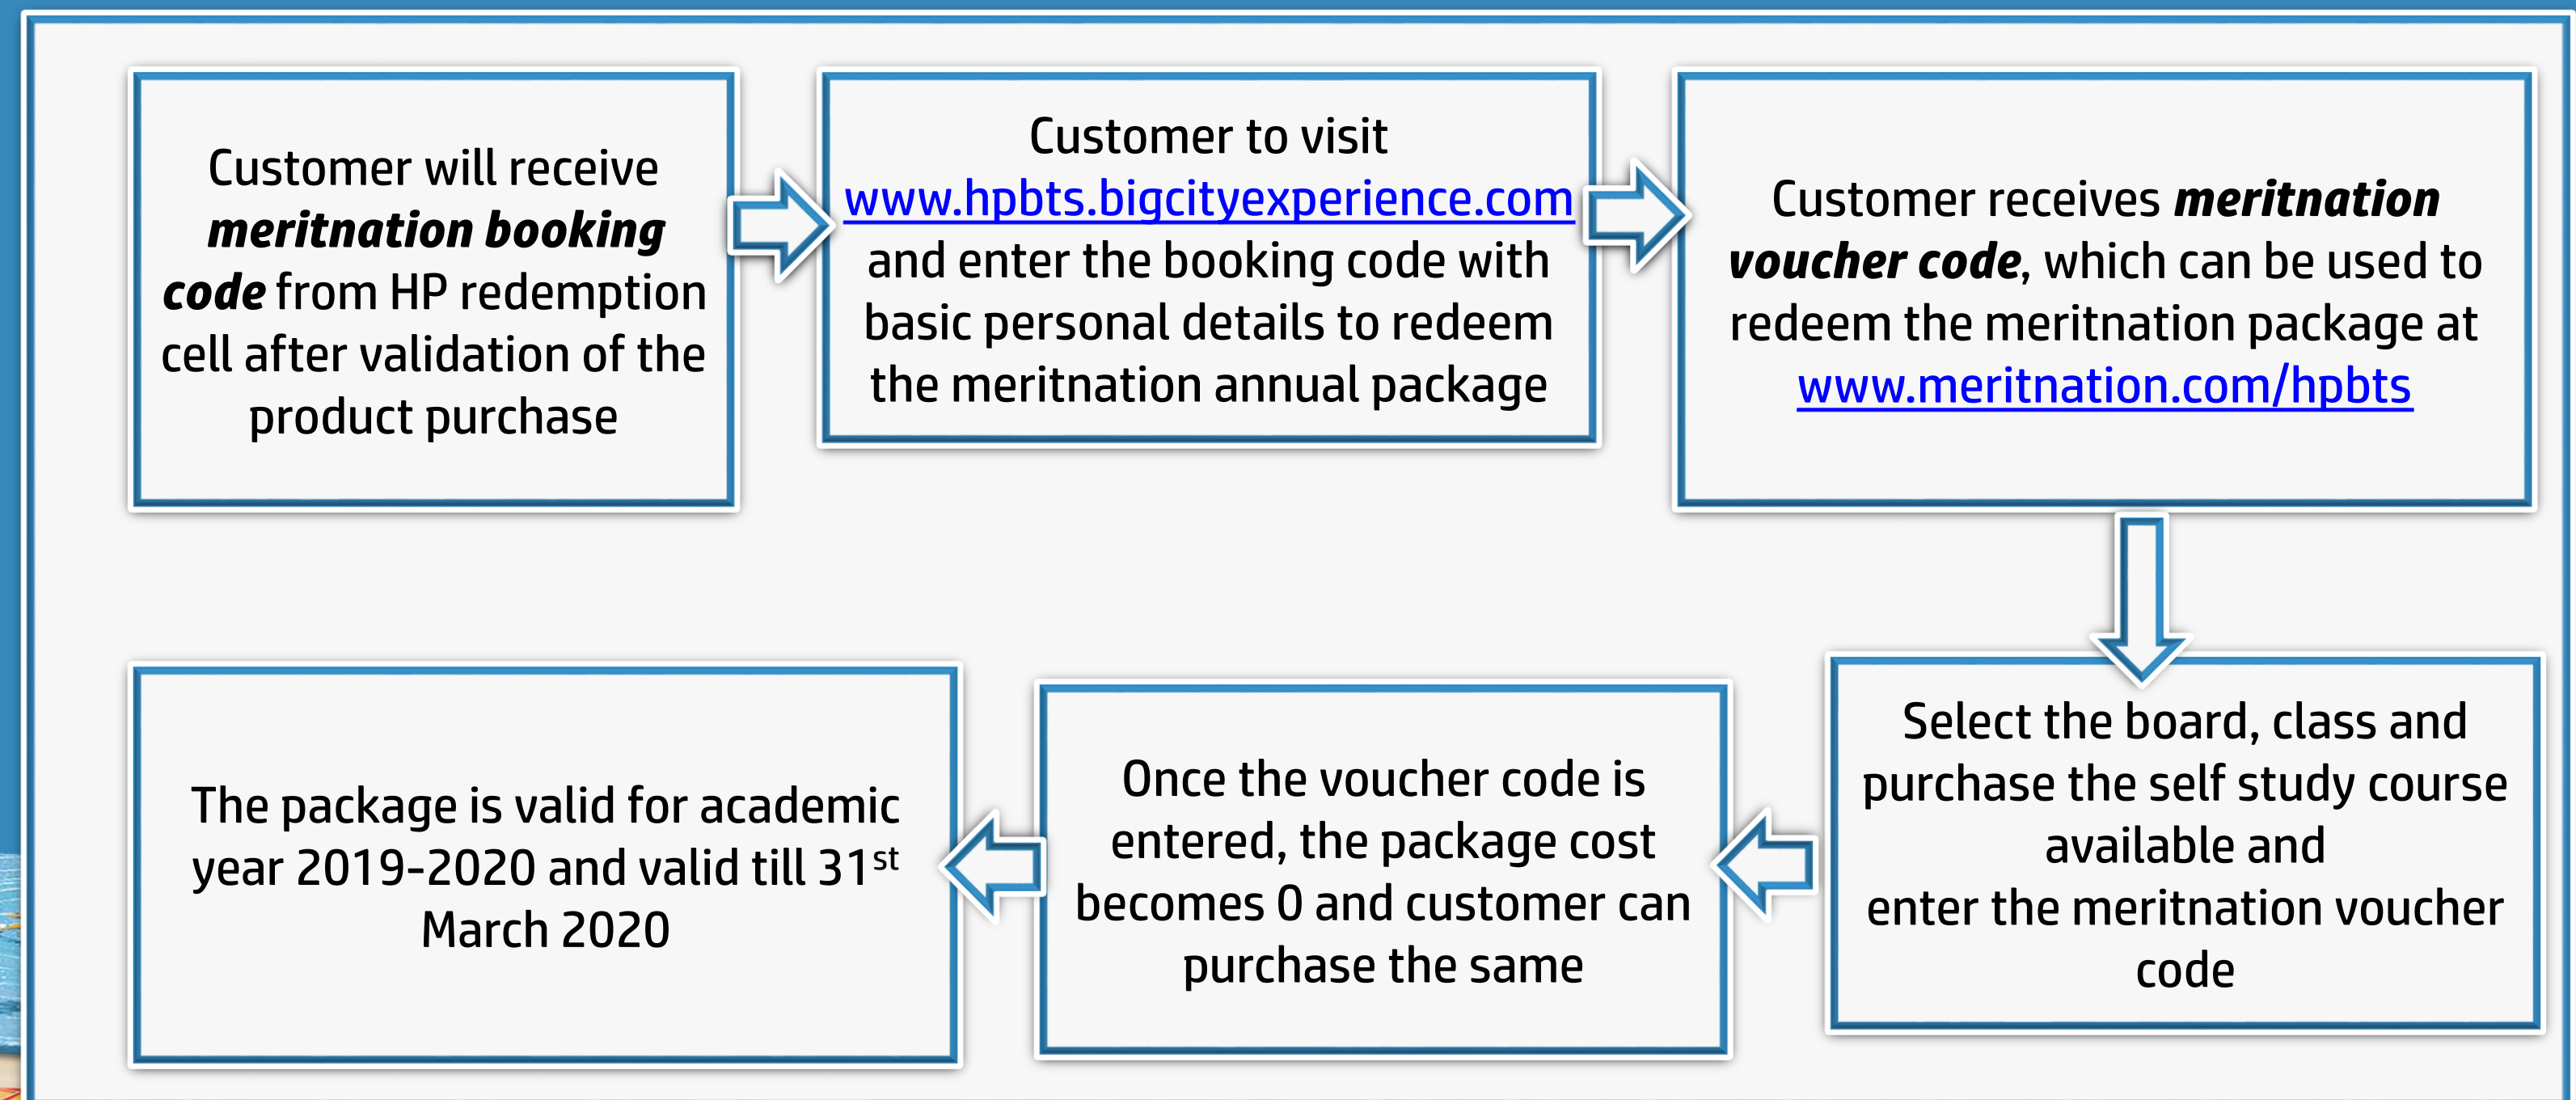 Customer will receive
meritnation booking
code from HP redemption
cell after validation of the
product purchase
Customer to visit
www.hpbts.bigcityexperience.com
and enter the booking code with
basic personal details to redeem
the meritnation annual package
Customer receives meritnation
voucher code, which can be used to
redeem the meritnation package at
www.meritnation.com/hpbts
Select the board, class and
purchase the self study course
available and
enter the meritnation voucher
code
Once the voucher code is
entered, the package cost
becomes 0 and customer can
purchase the same
The package is valid for academic
year 2019-2020 and valid till 31st
March 2020